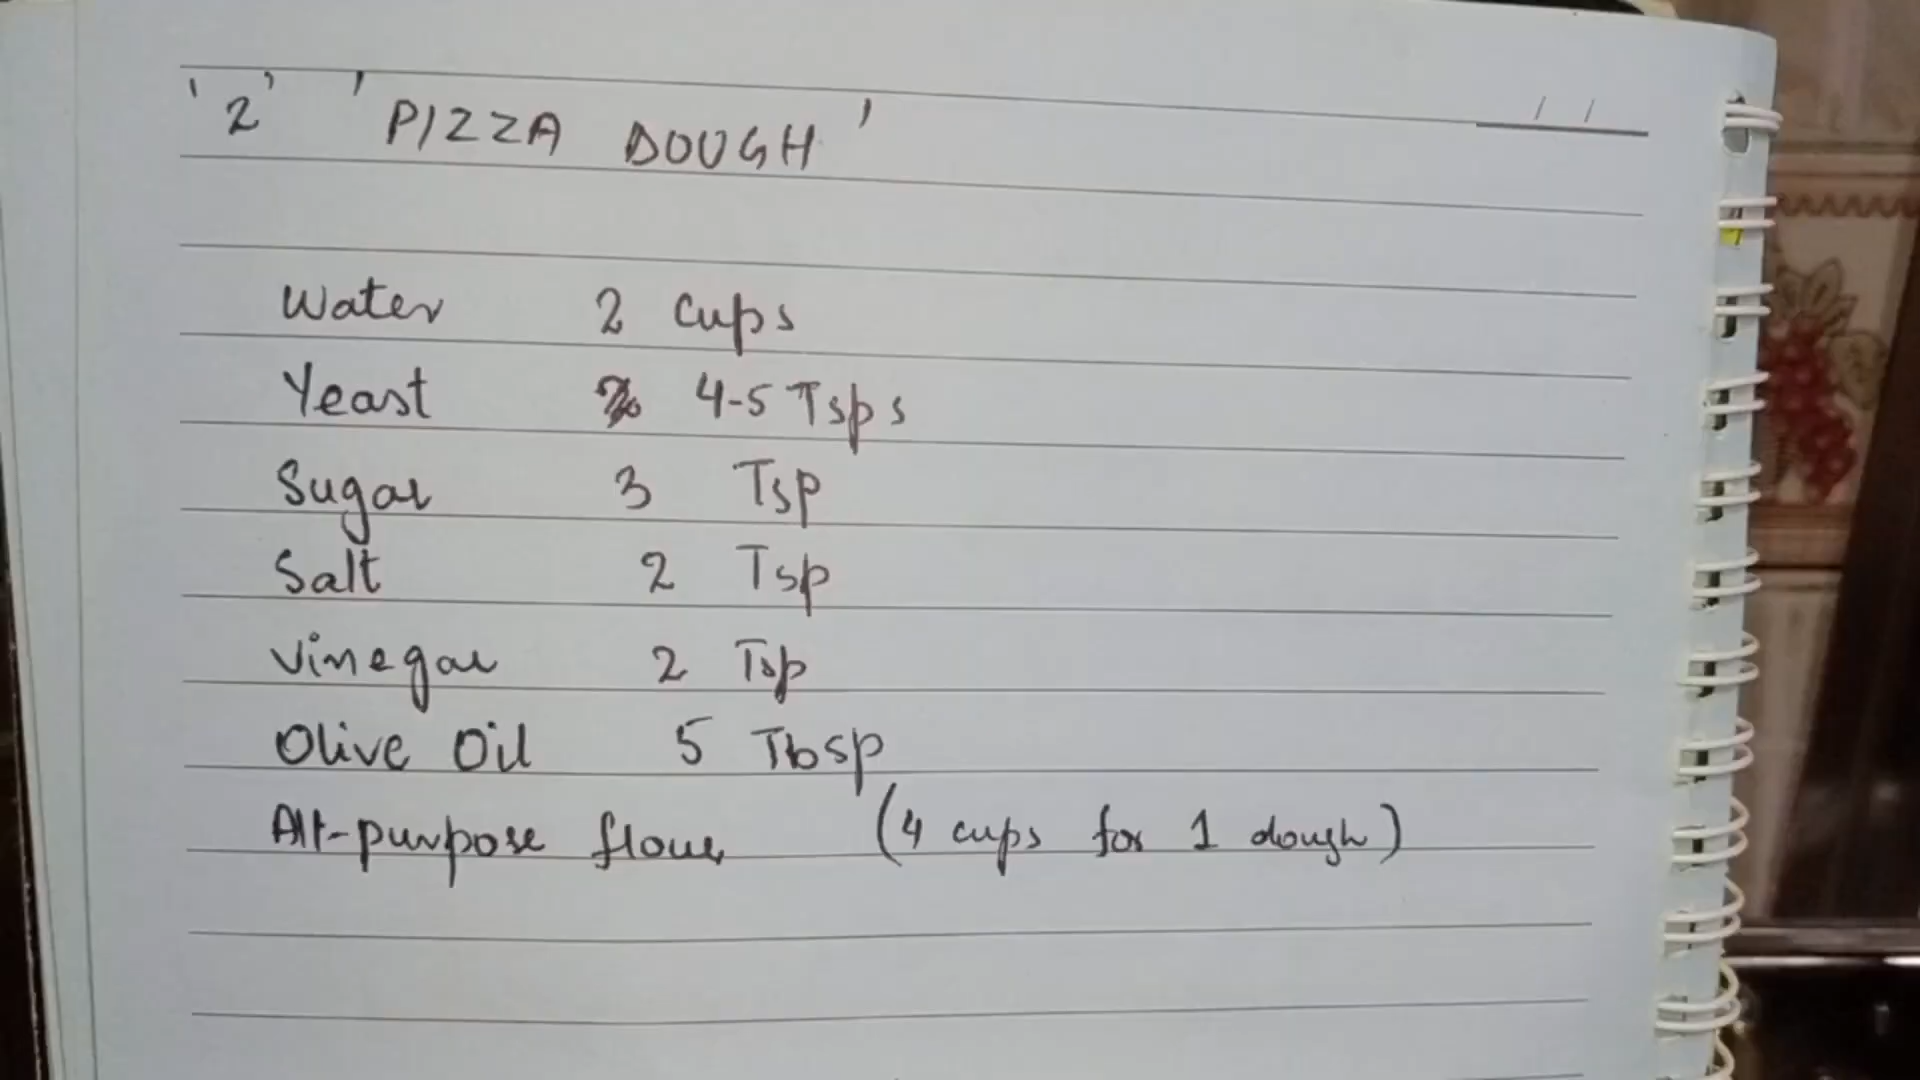 '2' 'PIZZA DOUGH'
/ /
Water 2 cups
Yeast 4-5 Tsps
Sugar 3 Tsp
Salt 2 Tsp
Vinegar 2 Tsp
Olive Oil 5 Tbsp
All-purpose flour (4 cups for 1 dough)